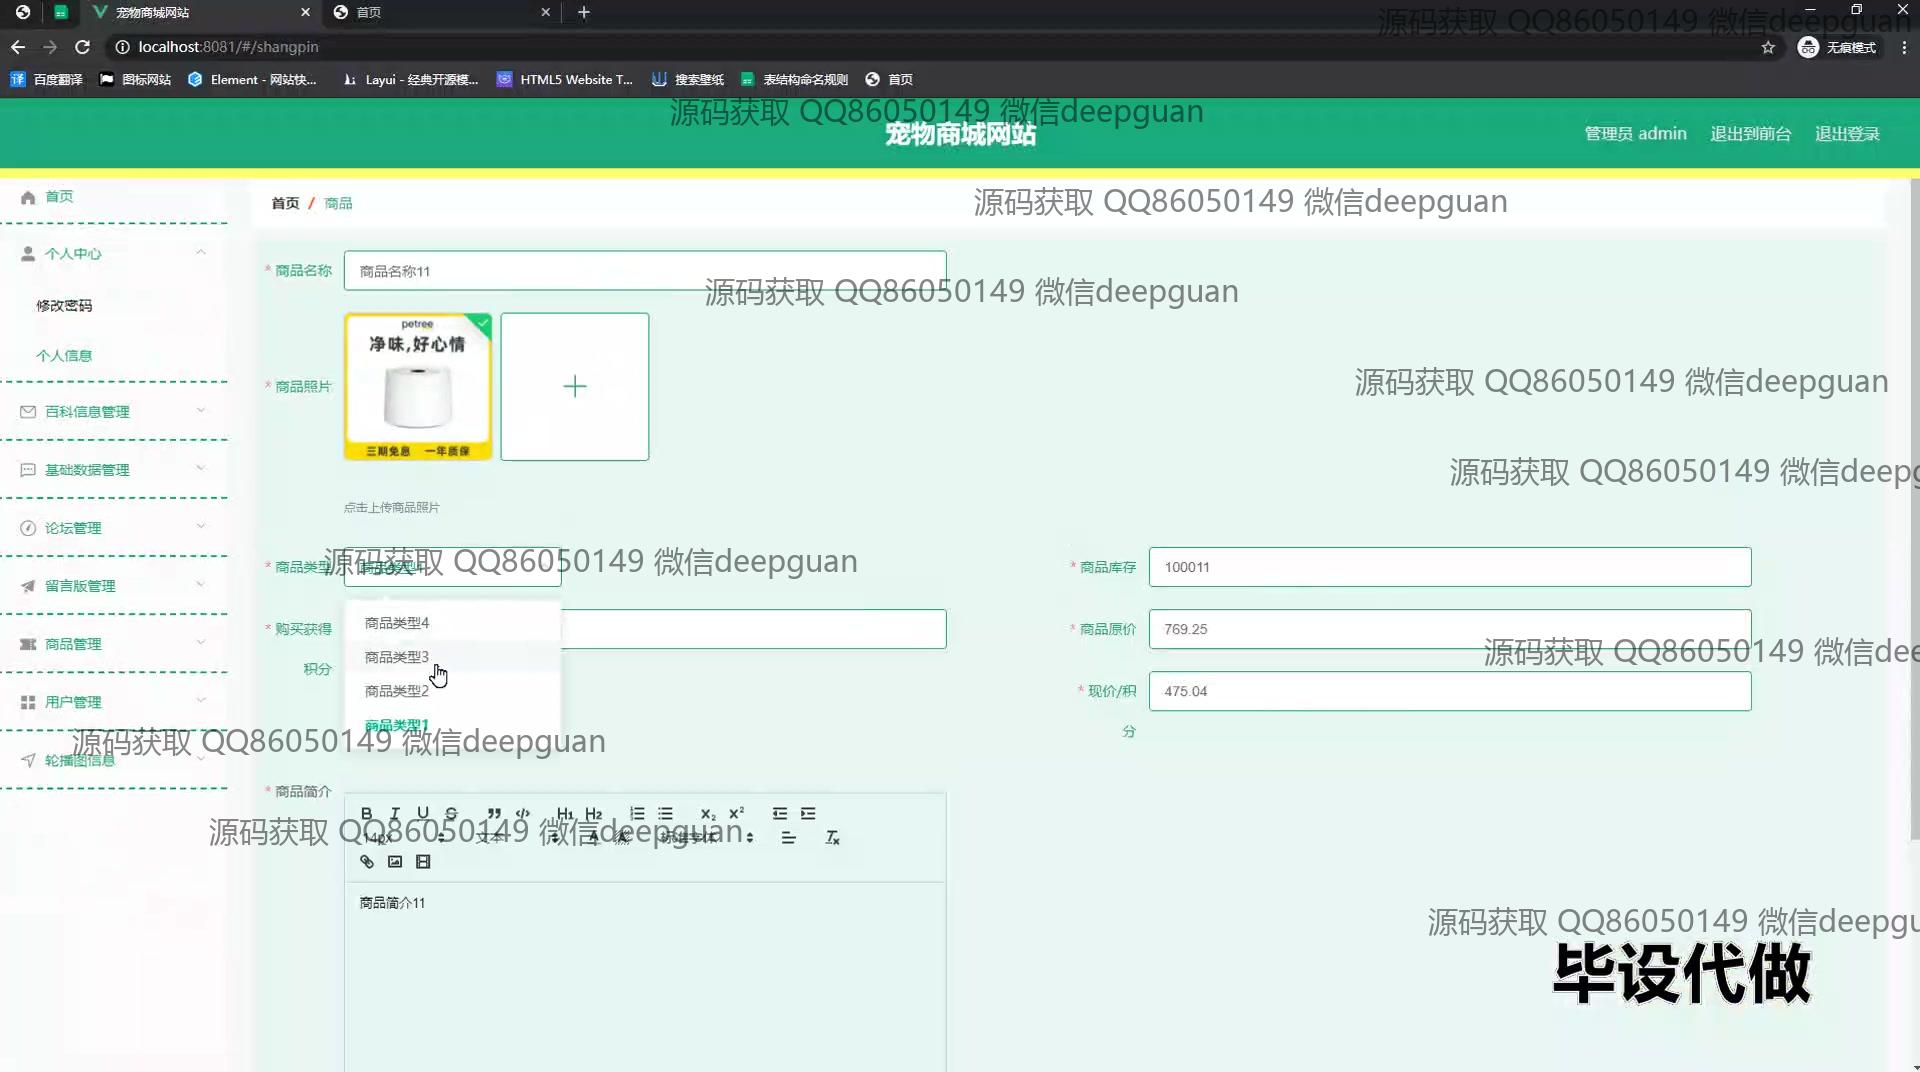 宠物商城网站
首页
localhost:8081/#/shangpin
无痕模式
百度翻译
图标网站
Element - 网站快...
Layui - 经典开源模...
HTML5 Website T...
搜索壁纸
表结构命名规则
首页
源码获取 QQ86050149 微信deepguan
源码获取 QQ86050149 微信deepguan
宠物商城网站
管理员 admin
退出到前台
退出登录
首页
首页 / 商品
源码获取 QQ86050149 微信deepguan
个人中心
修改密码
个人信息
百科信息管理
基础数据管理
论坛管理
留言版管理
商品管理
用户管理
轮播图信息
* 商品名称
商品名称11
源码获取 QQ86050149 微信deepguan
* 商品照片
petree
净味,好心情
三期免息 一年质保
点击上传商品照片
源码获取 QQ86050149 微信deepguan
源码获取 QQ86050149 微信deep
* 商品类型
源码获取 QQ86050149 微信deepguan
* 商品库存
100011
商品类型4
商品类型3
商品类型2
商品类型1
* 购买获得
积分
* 商品原价
769.25
源码获取 QQ86050149 微信dee
* 现价/积
分
475.04
源码获取 QQ86050149 微信deepguan
* 商品简介
B I U S H1 H2 X2 X2
14px
文本
标准字体
源码获取 QQ86050149 微信deepguan
商品简介11
源码获取 QQ86050149 微信deepgu
毕设代做